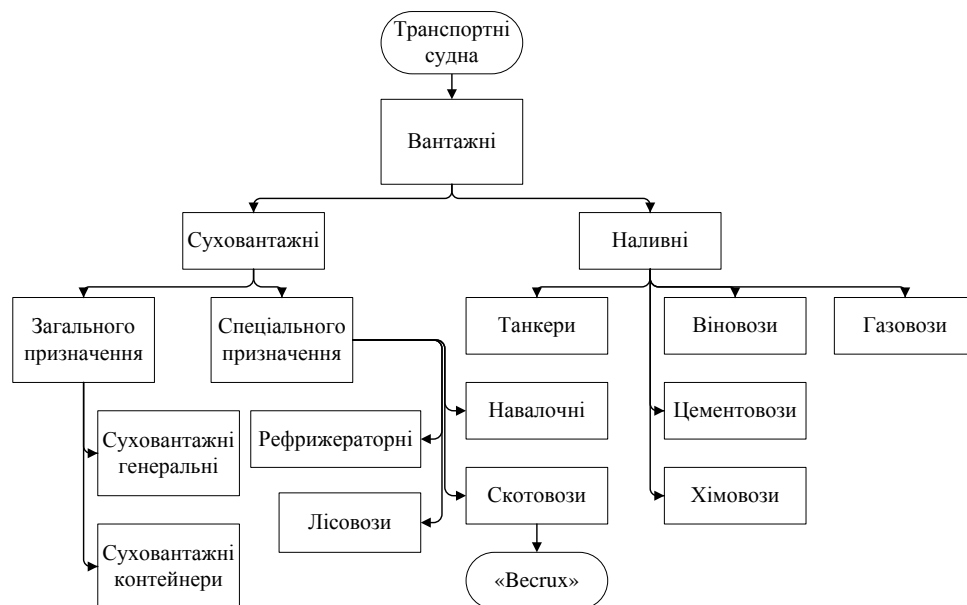 Транспортні
судна
Вантажні
Суховантажні
Наливні
Загального
призначення
Спеціального
призначення
Танкери
Віновози
Газовози
Суховантажні
генеральні
Рефрижераторні
Навалочні
Цементовози
Лісовози
Скотовози
Хімовози
Суховантажні
контейнери
«Becrux»